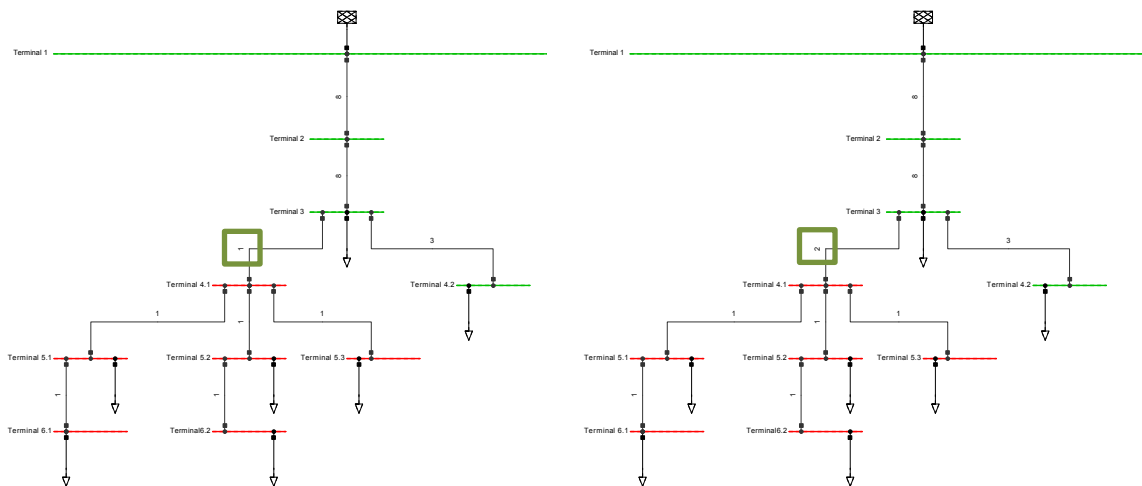 Terminal 1
8
Terminal 2
8
Terminal 3
1
3
Terminal 4.1
Terminal 4.2
1
1
1
Terminal 5.1
Terminal 5.2
Terminal 5.3
1
1
Terminal 6.1
Terminal6.2
Terminal 1
8
Terminal 2
8
Terminal 3
2
3
Terminal 4.1
Terminal 4.2
1
1
1
Terminal 5.1
Terminal 5.2
Terminal 5.3
1
1
Terminal 6.1
Terminal6.2